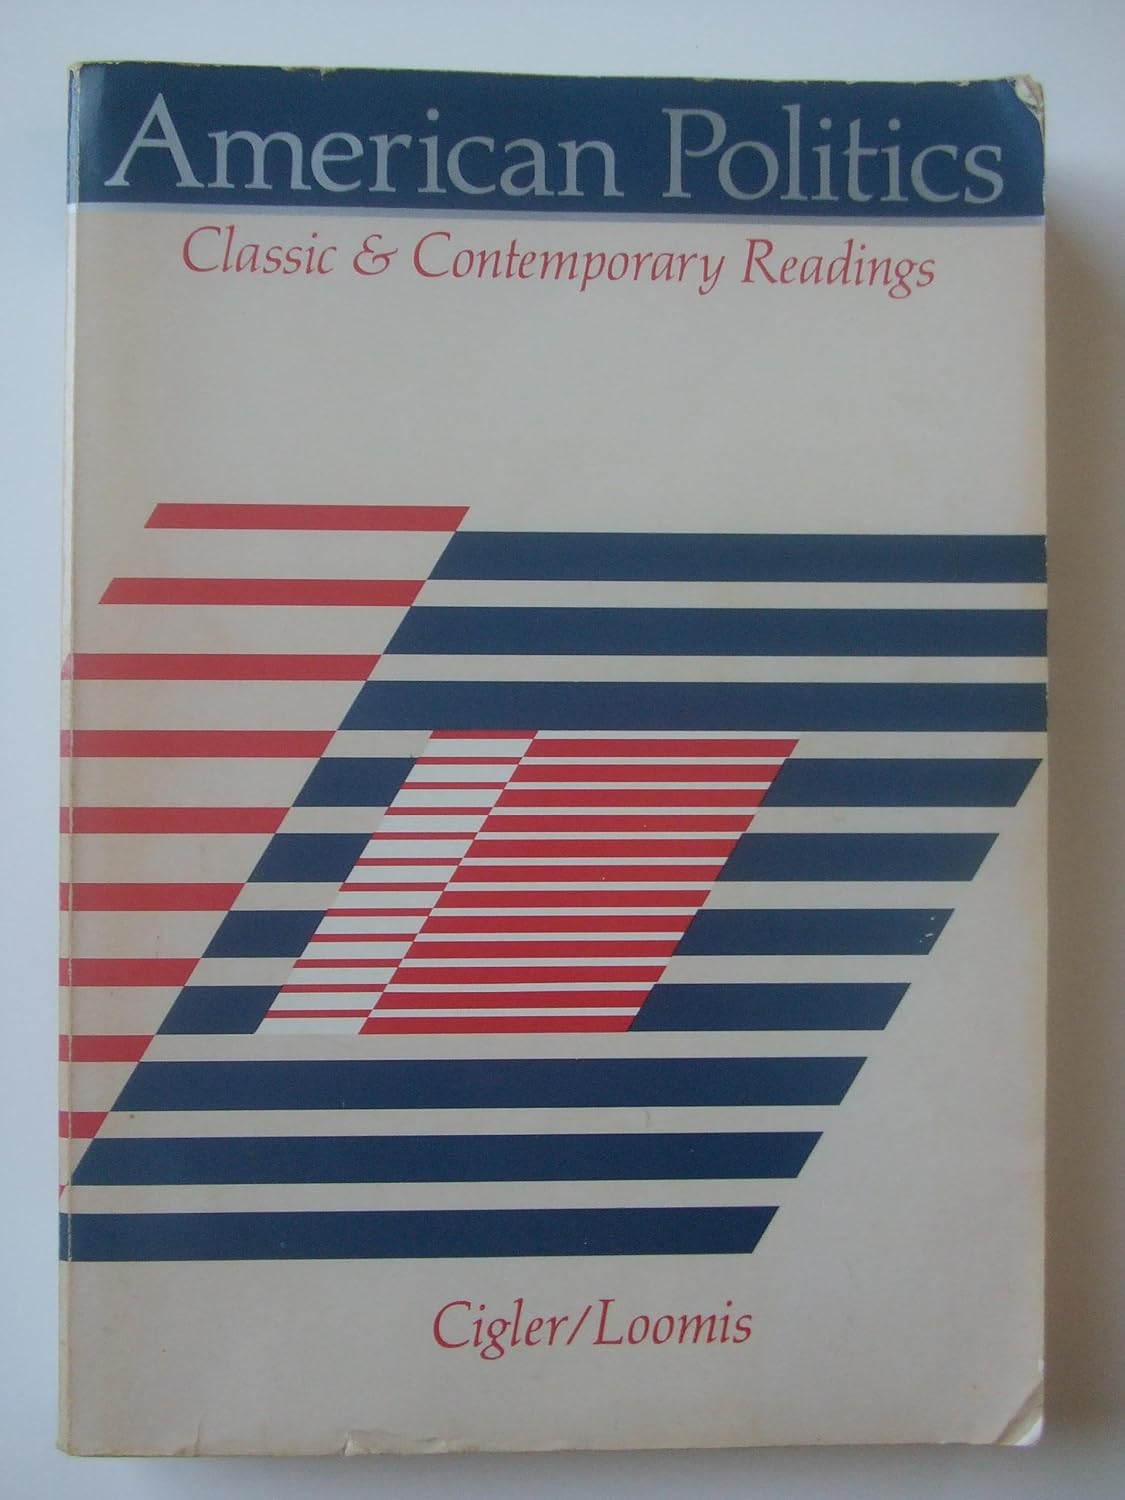 American Politics
Classic & Contemporary Readings
Cigler/Loomis